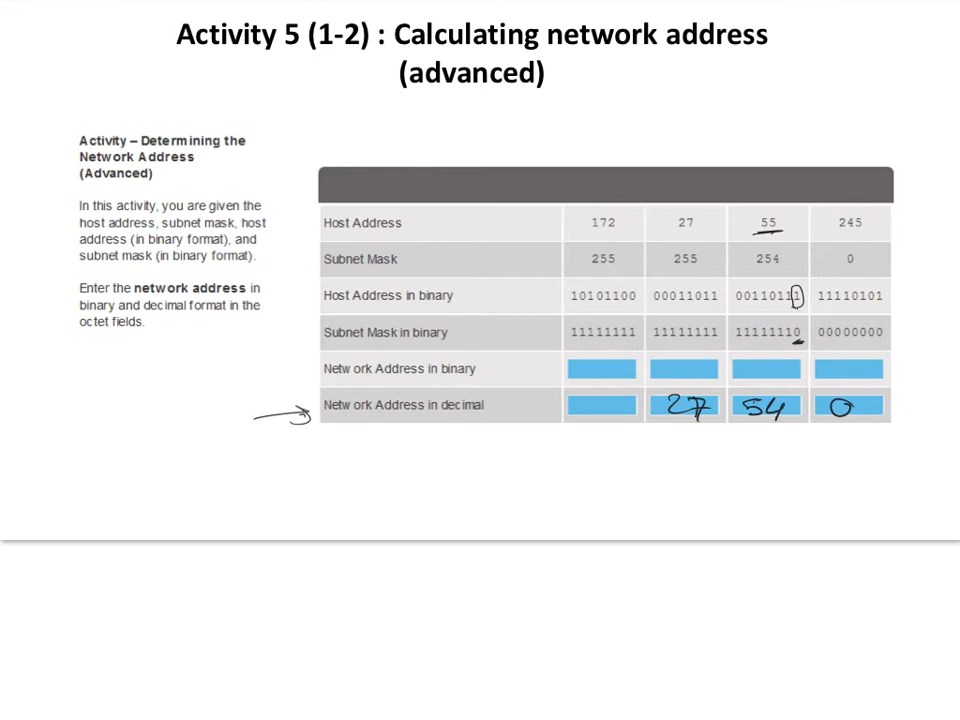 Activity 5 (1-2) : Calculating network address
(advanced)
Activity – Determining the
Network Address
(Advanced)
In this activity, you are given the
host address, subnet mask, host
address (in binary format), and
subnet mask (in binary format).
Enter the network address in
binary and decimal format in the
octet fields.
Host Address 172 27 55 245
Subnet Mask 255 255 254 0
Host Address in binary 10101100 00011011 00110111 11110101
Subnet Mask in binary 11111111 11111111 11111110 00000000
Network Address in binary
Network Address in decimal 27 54 0